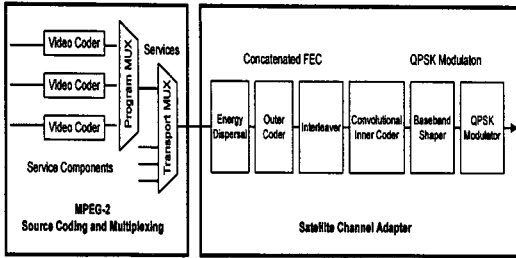 Video Coder
Video Coder
Video Coder
Program MUX
Services
Transport MUX
Service Components
MPEG-2
Source Coding and Multiplexing
Concatenated FEC
QPSK Modulaton
Energy
Dispersal
Outer
Coder
Interleaver
Convolutional
Inner Coder
Baseband
Shaper
QPSK
Modulator
Satellite Channel Adapter